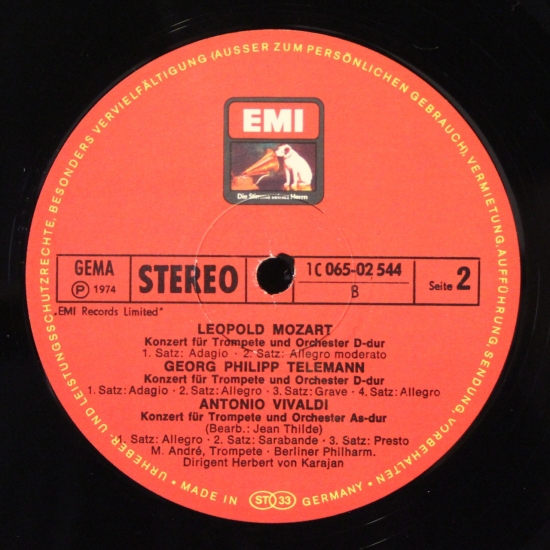 URHEBER- UND LEISTUNGSSCHUTZRECHTE, BESONDERS VERVIELFÄLTIGUNG (AUSSER ZUM PERSÖNLICHEN GEBRAUCH), VERMIETUNG, AUFFÜHRUNG, SENDUNG, VORBEHALTEN
EMI
Die Stimme seines Herrn
GEMA
Ⓟ 1974
STEREO
1C 065-02 544
B
Seite 2
„EMI Records Limited"
LEOPOLD MOZART
Konzert für Trompete und Orchester D-dur
1. Satz: Adagio · 2. Satz: Allegro moderato
GEORG PHILIPP TELEMANN
Konzert für Trompete und Orchester D-dur
1. Satz: Adagio · 2. Satz: Allegro · 3. Satz: Grave · 4. Satz: Allegro
ANTONIO VIVALDI
Konzert für Trompete und Orchester As-dur
(Bearb.: Jean Thilde)
1. Satz: Allegro · 2. Satz: Sarabande · 3. Satz: Presto
M. André, Trompete · Berliner Philharm.
Dirigent Herbert von Karajan
• MADE IN ST 33 GERMANY •